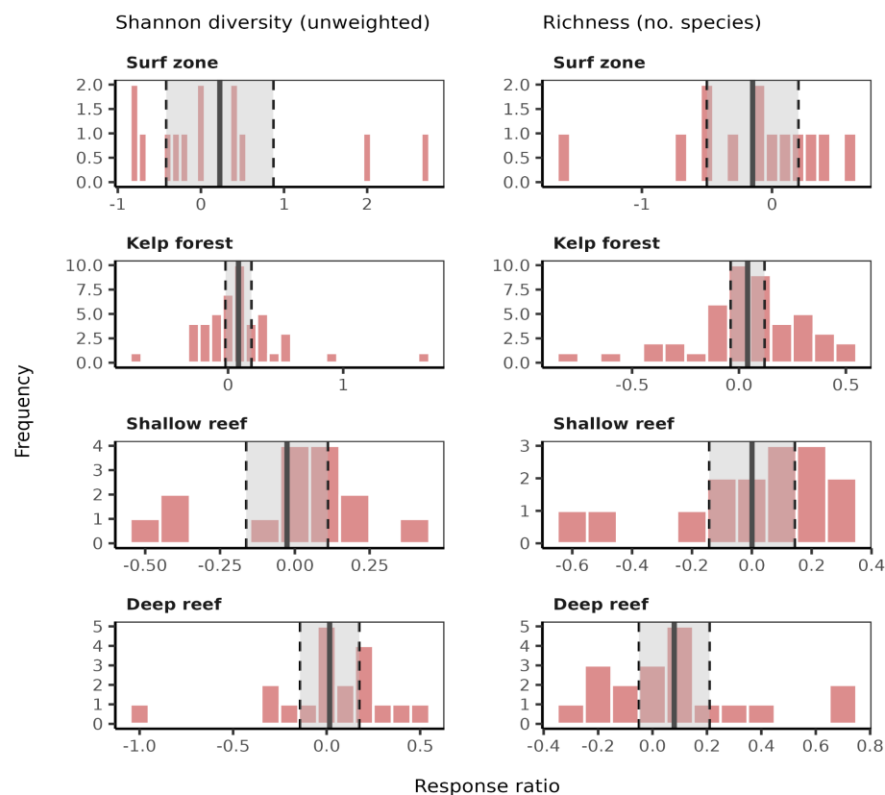 Shannon diversity (unweighted) Richness (no. species)
Surf zone Surf zone
2.0 2.0
1.5 1.5
1.0 1.0
0.5 0.5
0.0 0.0
-1 0 1 2 -1 0
Kelp forest Kelp forest
10.0 10.0
7.5 7.5
5.0 5.0
2.5 2.5
0.0 0.0
0 1 -0.5 0.0 0.5
Frequency
Shallow reef Shallow reef
4 3
3 2
2 1
1 0
0
-0.50 -0.25 0.00 0.25 -0.6 -0.4 -0.2 0.0 0.2 0.4
Deep reef Deep reef
5 5
4 4
3 3
2 2
1 1
0 0
-1.0 -0.5 0.0 0.5 -0.4 -0.2 0.0 0.2 0.4 0.6 0.8
Response ratio